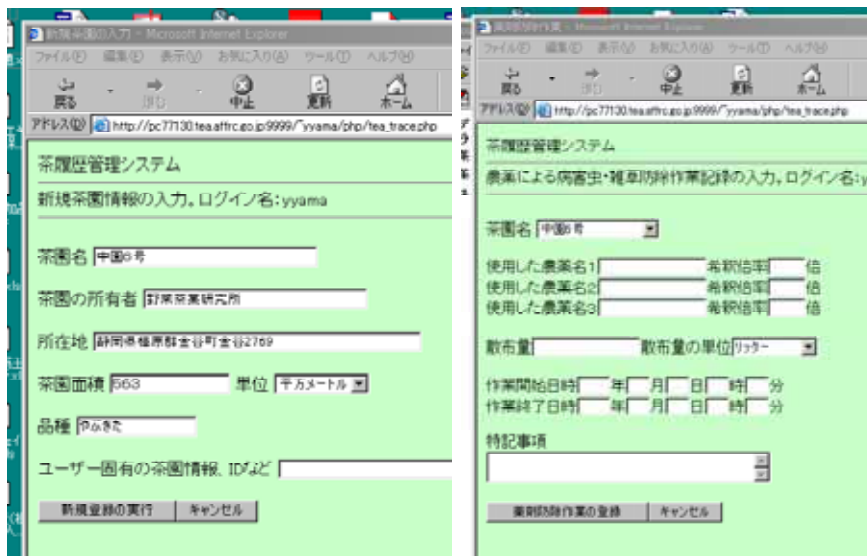 新規茶園の入力 - Microsoft Internet Explorer
ファイル(F) 編集(E) 表示(V) お気に入り(A) ツール(T) ヘルプ(H)
戻る 進む 中止 更新 ホーム
アドレス(D) http://pc77130.tea.affrc.go.jp:9999/~yyama/php/tea_trace.php
茶履歴管理システム
新規茶園情報の入力。ログイン名:yyama
茶園名 中国6号
茶園の所有者 野菜茶業研究所
所在地 静岡県榛原郡金谷町金谷2769
茶園面積 563 単位 平方メートル
品種 やぶきた
ユーザー固有の茶園情報、IDなど
新規登録の実行 キャンセル
薬剤防除作業 - Microsoft Internet Explorer
ファイル(F) 編集(E) 表示(V) お気に入り(A) ツール(T) ヘルプ(H)
戻る 進む 中止 更新 ホーム
アドレス(D) http://pc77130.tea.affrc.go.jp:9999/~yyama/php/tea_trace.php
茶履歴管理システム
農薬による病害虫・雑草防除作業記録の入力。ログイン名:y
茶園名 中国6号
使用した農薬名1 希釈倍率 倍
使用した農薬名2 希釈倍率 倍
使用した農薬名3 希釈倍率 倍
散布量 散布量の単位 リッター
作業開始日時 年 月 日 時 分
作業終了日時 年 月 日 時 分
特記事項
薬剤防除作業の登録 キャンセル